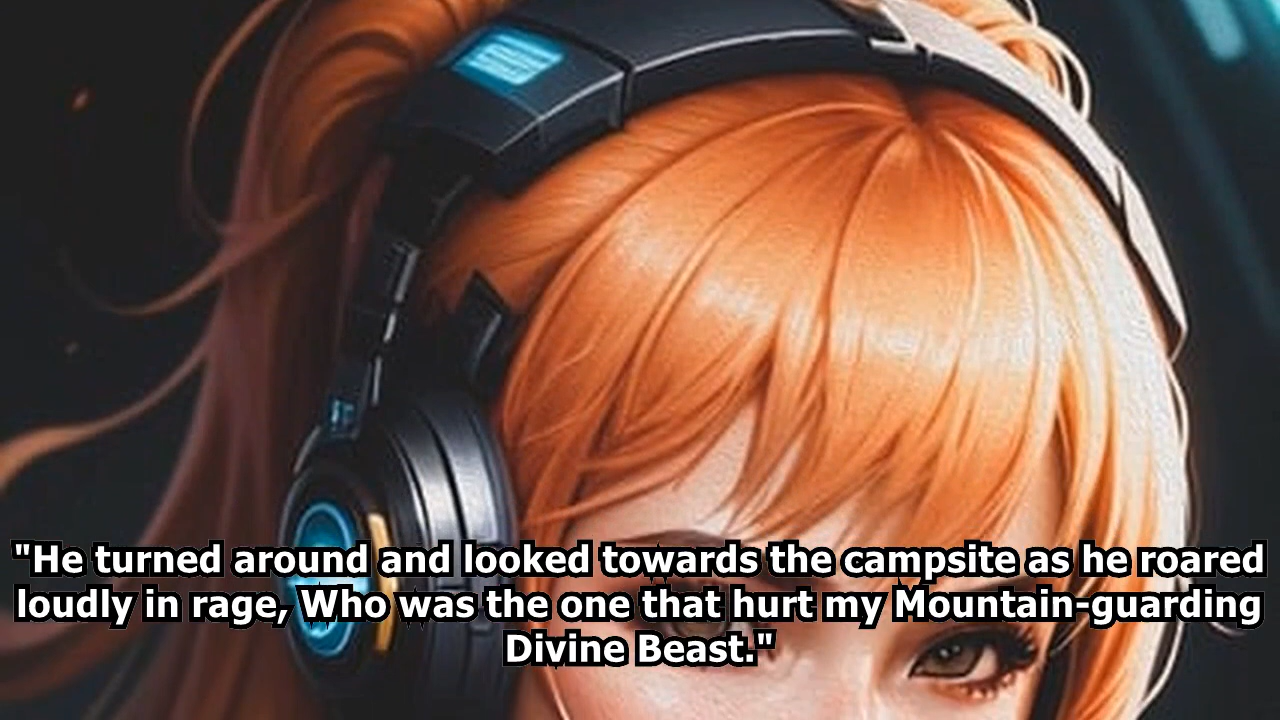 "He turned around and looked towards the campsite as he roared
loudly in rage, Who was the one that hurt my Mountain-guarding
Divine Beast."